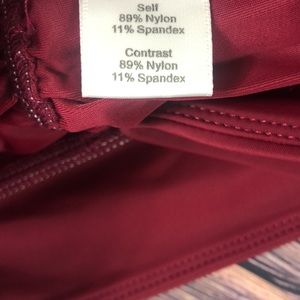 Self
89% Nylon
11% Spandex
Contrast
89% Nylon
11% Spandex